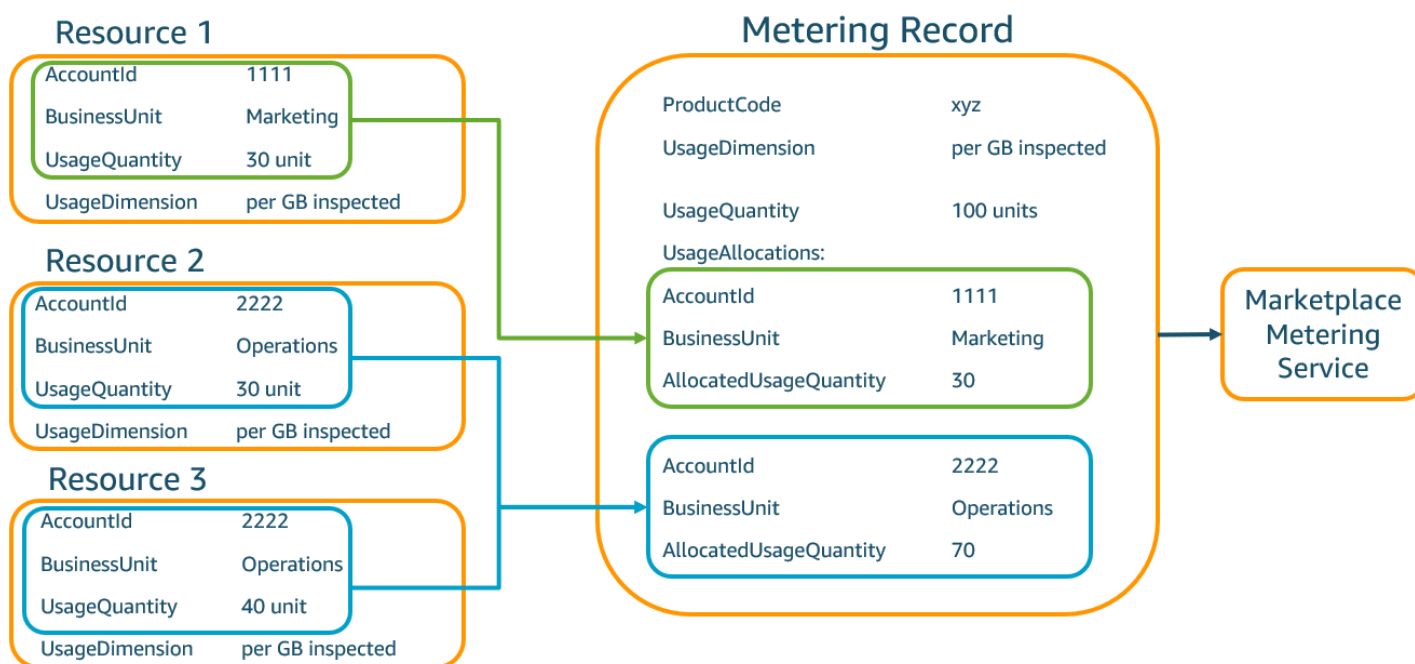 Resource 1
AccountId 1111
BusinessUnit Marketing
UsageQuantity 30 unit
UsageDimension per GB inspected
Resource 2
AccountId 2222
BusinessUnit Operations
UsageQuantity 30 unit
UsageDimension per GB inspected
Resource 3
AccountId 2222
BusinessUnit Operations
UsageQuantity 40 unit
UsageDimension per GB inspected
Metering Record
ProductCode xyz
UsageDimension per GB inspected
UsageQuantity 100 units
UsageAllocations:
AccountId 1111
BusinessUnit Marketing
AllocatedUsageQuantity 30
AccountId 2222
BusinessUnit Operations
AllocatedUsageQuantity 70
Marketplace
Metering
Service